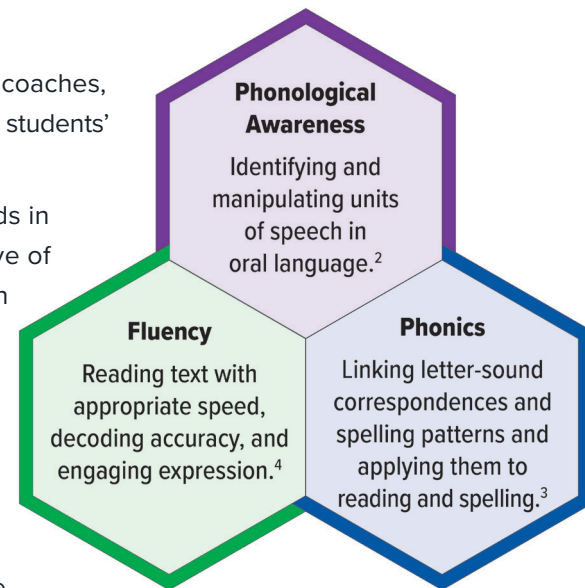 coaches,
students’
ds in
ve of
Phonological
Awareness
Identifying and
manipulating units
of speech in
oral language.²
Fluency
Reading text with
appropriate speed,
decoding accuracy, and
engaging expression.⁴
Phonics
Linking letter-sound
correspondences and
spelling patterns and
applying them to
reading and spelling.³